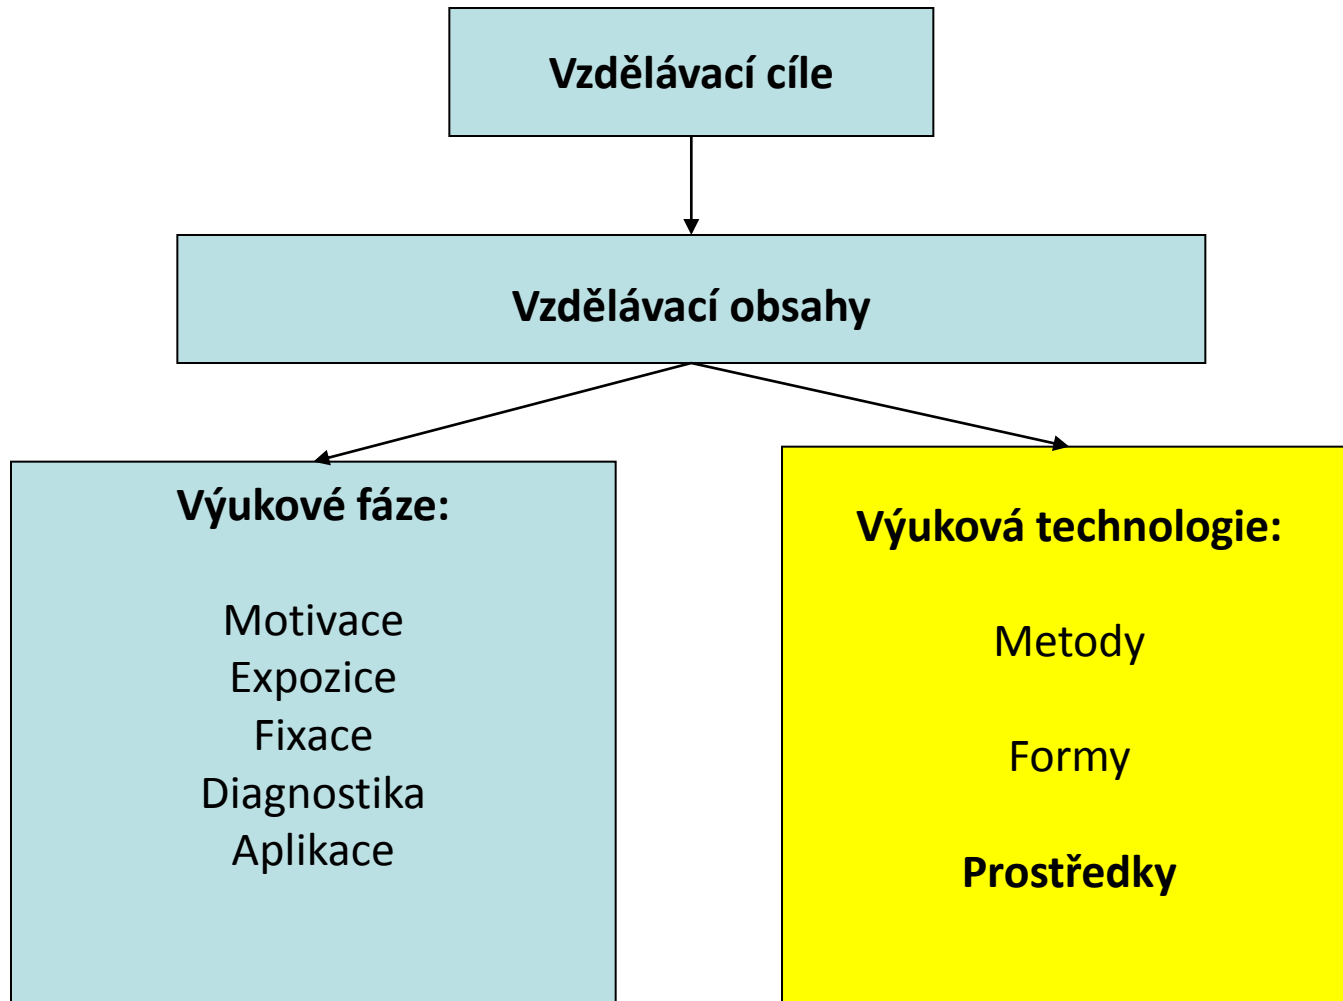 Vzdělávací cíle
Vzdělávací obsahy
Výukové fáze:
Motivace
Expozice
Fixace
Diagnostika
Aplikace
Výuková technologie:
Metody
Formy
Prostředky